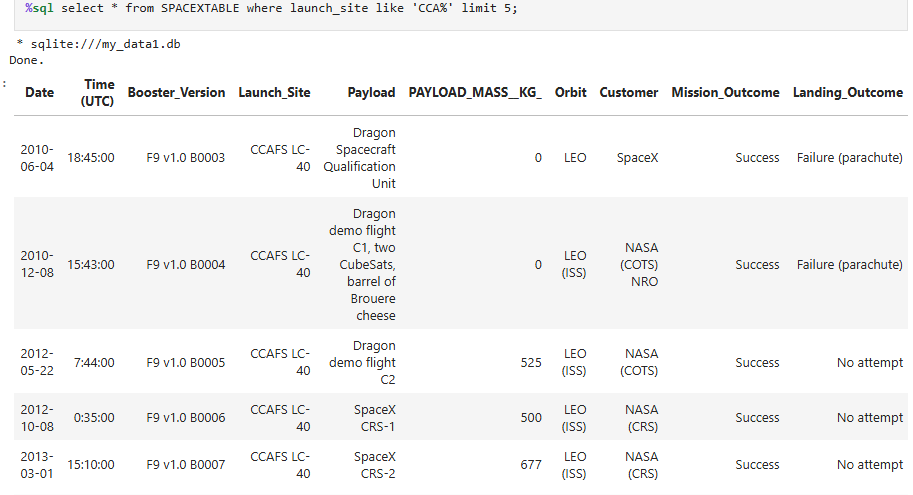 %sql select * from SPACEXTABLE where launch_site like 'CCA%' limit 5;
* sqlite:///my_data1.db
Done.
:
Date Time (UTC) Booster_Version Launch_Site Payload PAYLOAD_MASS__KG_ Orbit Customer Mission_Outcome Landing_Outcome
2010-06-04 18:45:00 F9 v1.0 B0003 CCAFS LC-40 Dragon Spacecraft Qualification Unit 0 LEO SpaceX Success Failure (parachute)
2010-12-08 15:43:00 F9 v1.0 B0004 CCAFS LC-40 Dragon demo flight C1, two CubeSats, barrel of Brouere cheese 0 LEO (ISS) NASA (COTS) NRO Success Failure (parachute)
2012-05-22 7:44:00 F9 v1.0 B0005 CCAFS LC-40 Dragon demo flight C2 525 LEO (ISS) NASA (COTS) Success No attempt
2012-10-08 0:35:00 F9 v1.0 B0006 CCAFS LC-40 SpaceX CRS-1 500 LEO (ISS) NASA (CRS) Success No attempt
2013-03-01 15:10:00 F9 v1.0 B0007 CCAFS LC-40 SpaceX CRS-2 677 LEO (ISS) NASA (CRS) Success No attempt